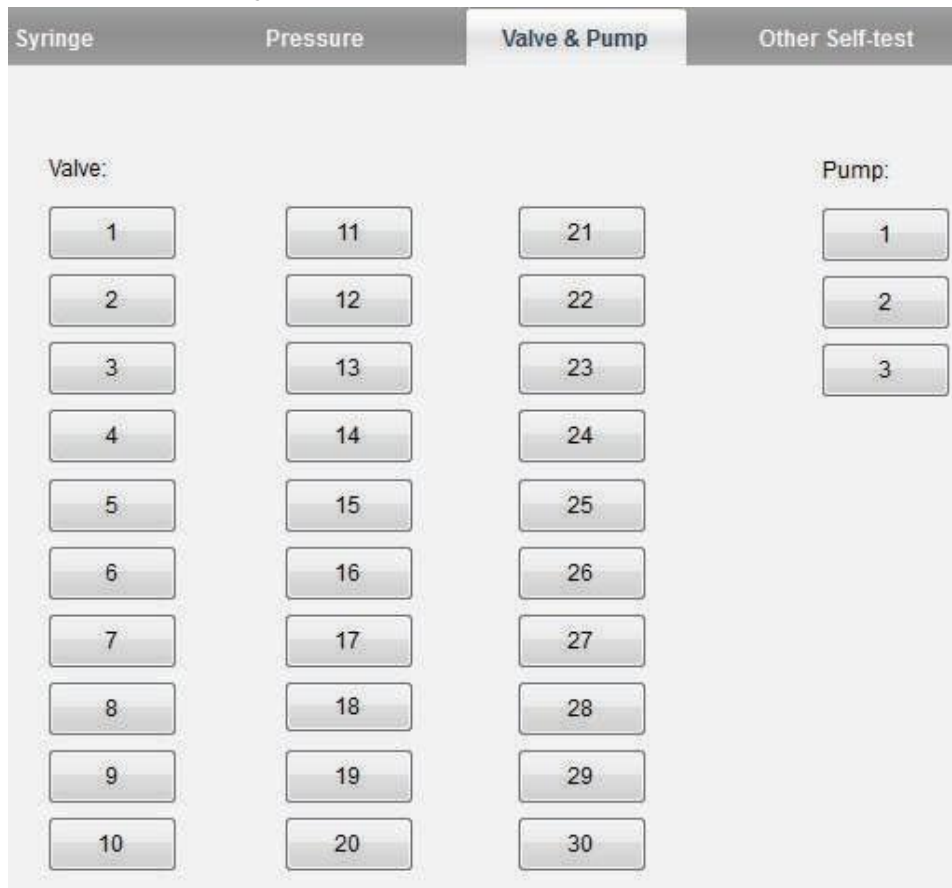 Syringe Pressure Valve & Pump Other Self-test
Valve: Pump:
1 11 21 1
2 12 22 2
3 13 23 3
4 14 24
5 15 25
6 16 26
7 17 27
8 18 28
9 19 29
10 20 30